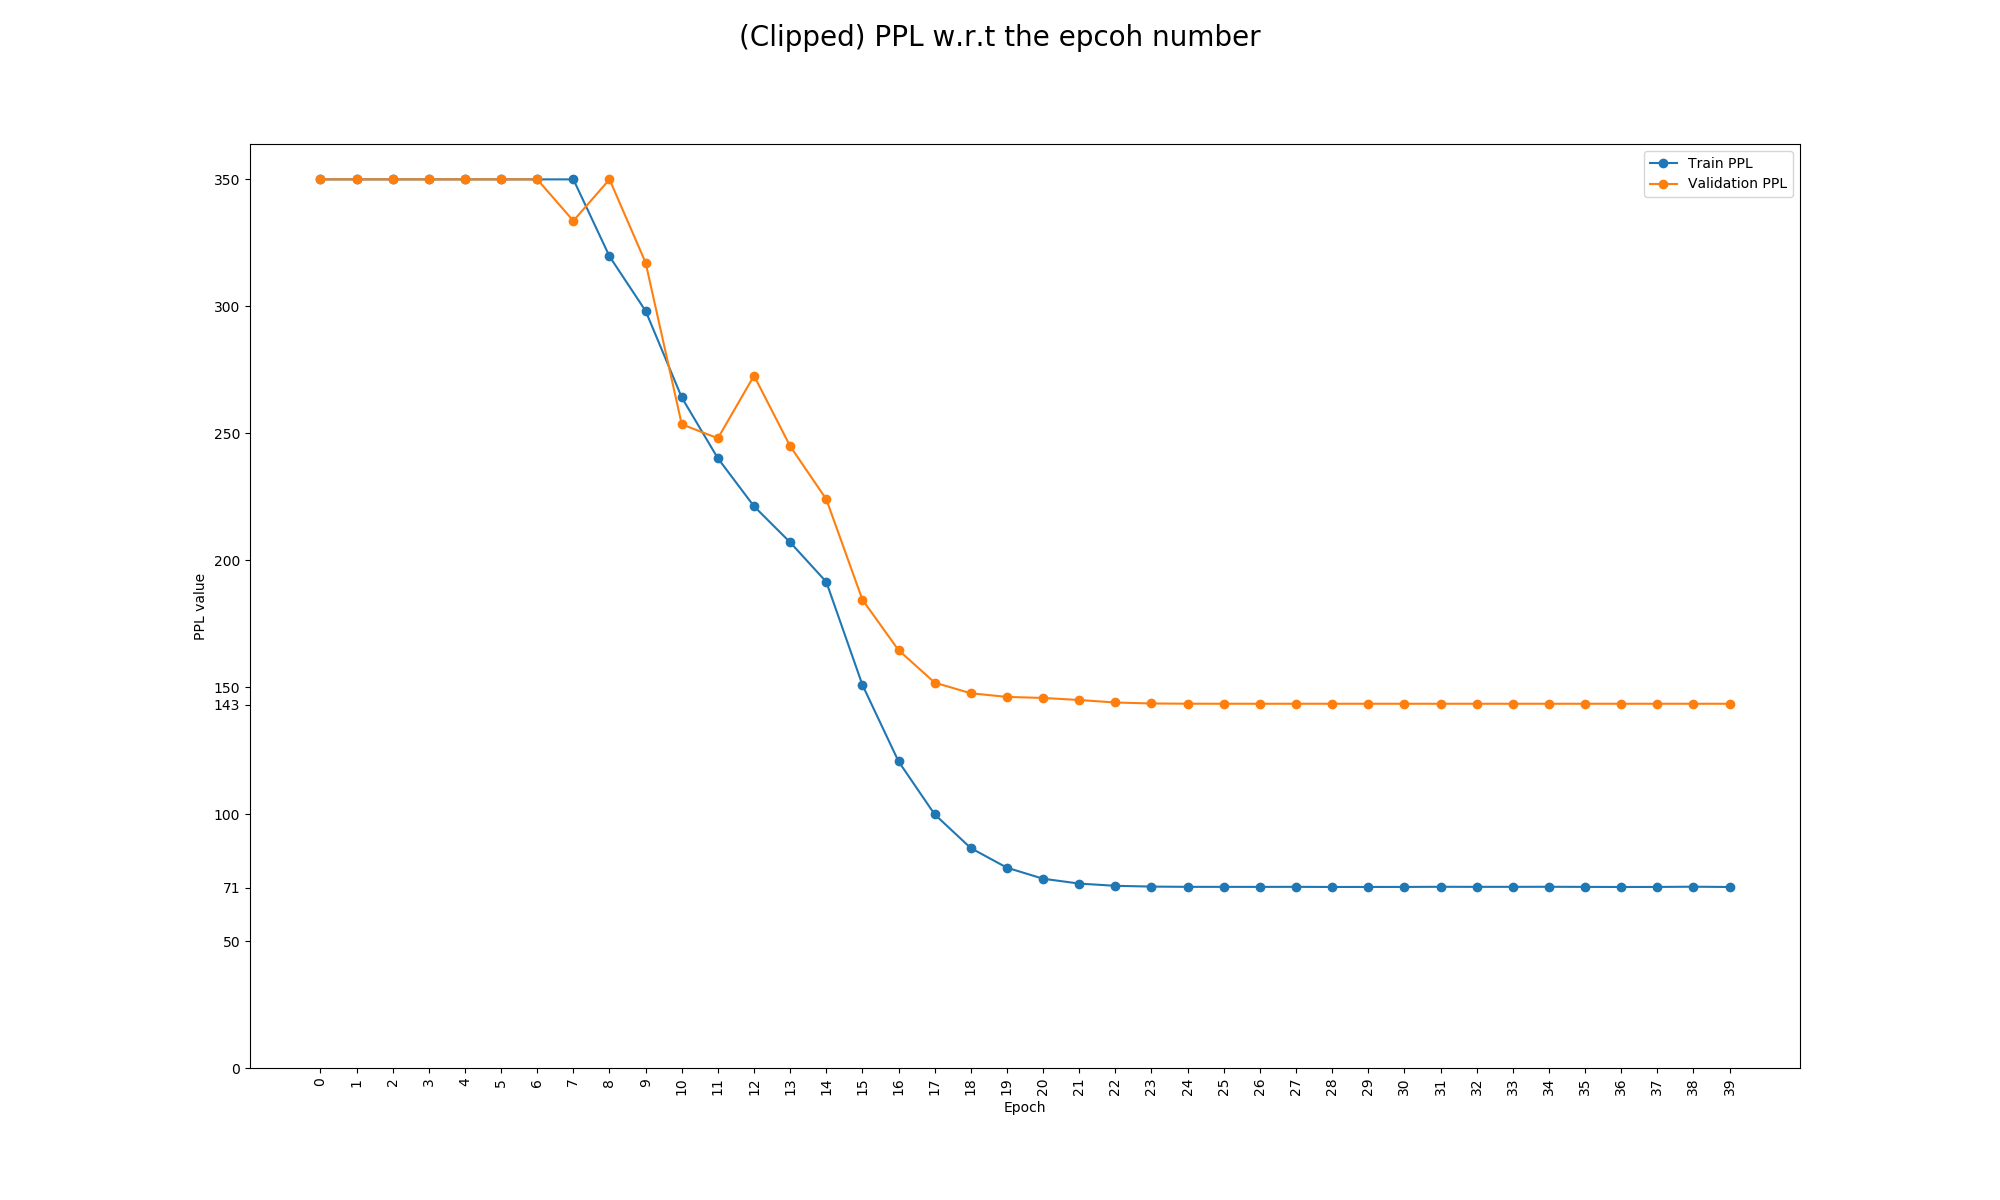 (Clipped) PPL w.r.t the epcoh number
Train PPL
Validation PPL
350
300
250
200
150
143
100
71
50
0
PPL value
0 1 2 3 4 5 6 7 8 9 10 11 12 13 14 15 16 17 18 19 20 21 22 23 24 25 26 27 28 29 30 31 32 33 34 35 36 37 38 39
Epoch